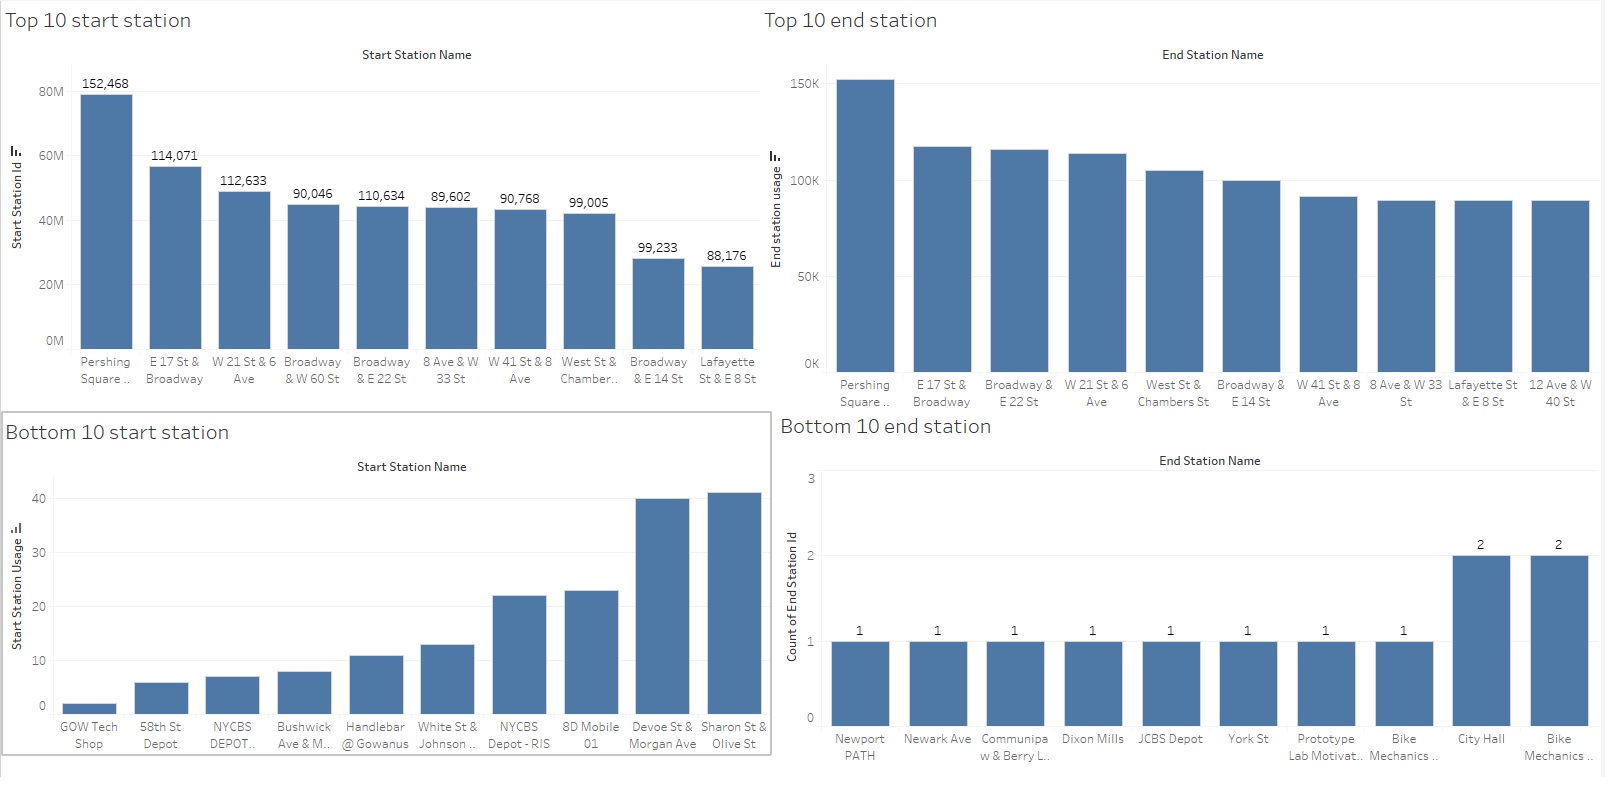 Top 10 start station
Start Station Name
Start Station Id
80M
60M
40M
20M
0M
152,468
114,071
112,633
90,046
110,634
89,602
90,768
99,005
99,233
88,176
Pershing
Square ..
E 17 St &
Broadway
W 21 St & 6
Ave
Broadway
& W 60 St
Broadway
& E 22 St
8 Ave & W
33 St
W 41 St & 8
Ave
West St &
Chamber..
Broadway
& E 14 St
Lafayette
St & E 8 St
Top 10 end station
End Station Name
End station usage
150K
100K
50K
0K
Pershing
Square ..
E 17 St &
Broadway
Broadway &
E 22 St
W 21 St & 6
Ave
West St &
Chambers St
Broadway &
E 14 St
W 41 St & 8
Ave
8 Ave & W 33
St
Lafayette St
& E 8 St
12 Ave & W
40 St
Bottom 10 start station
Start Station Name
Start Station Usage
40
30
20
10
0
GOW Tech
Shop
58th St
Depot
NYCBS
DEPOT..
Bushwick
Ave & M..
Handlebar
@ Gowanus
White St &
Johnson ..
NYCBS
Depot - RIS
8D Mobile
01
Devoe St &
Morgan Ave
Sharon St &
Olive St
Bottom 10 end station
End Station Name
Count of End Station Id
3
2
1
0
1
1
1
1
1
1
1
1
2
2
Newport
PATH
Newark Ave
Communipa
w & Berry L..
Dixon Mills
JCBS Depot
York St
Prototype
Lab Motivat..
Bike
Mechanics ..
City Hall
Bike
Mechanics ..